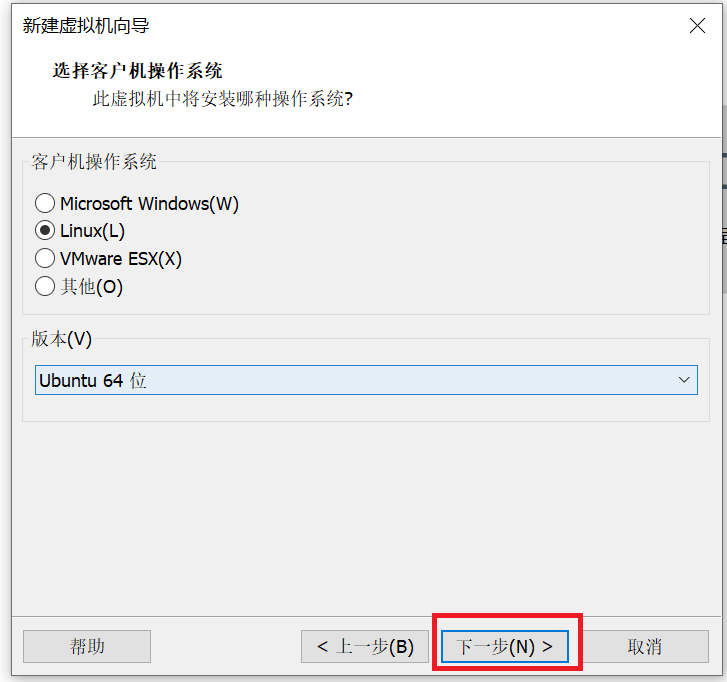 新建虚拟机向导
选择客户机操作系统
此虚拟机中将安装哪种操作系统?
客户机操作系统
Microsoft Windows(W)
Linux(L)
VMware ESX(X)
其他(O)
版本(V)
Ubuntu 64 位
帮助
< 上一步(B)
下一步(N) >
取消